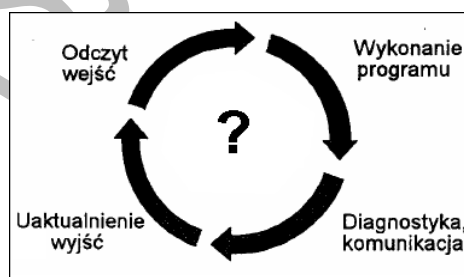 Odczyt
wejść
Wykonanie
programu
?
Uaktualnienie
wyjść
Diagnostyka,
komunikacja